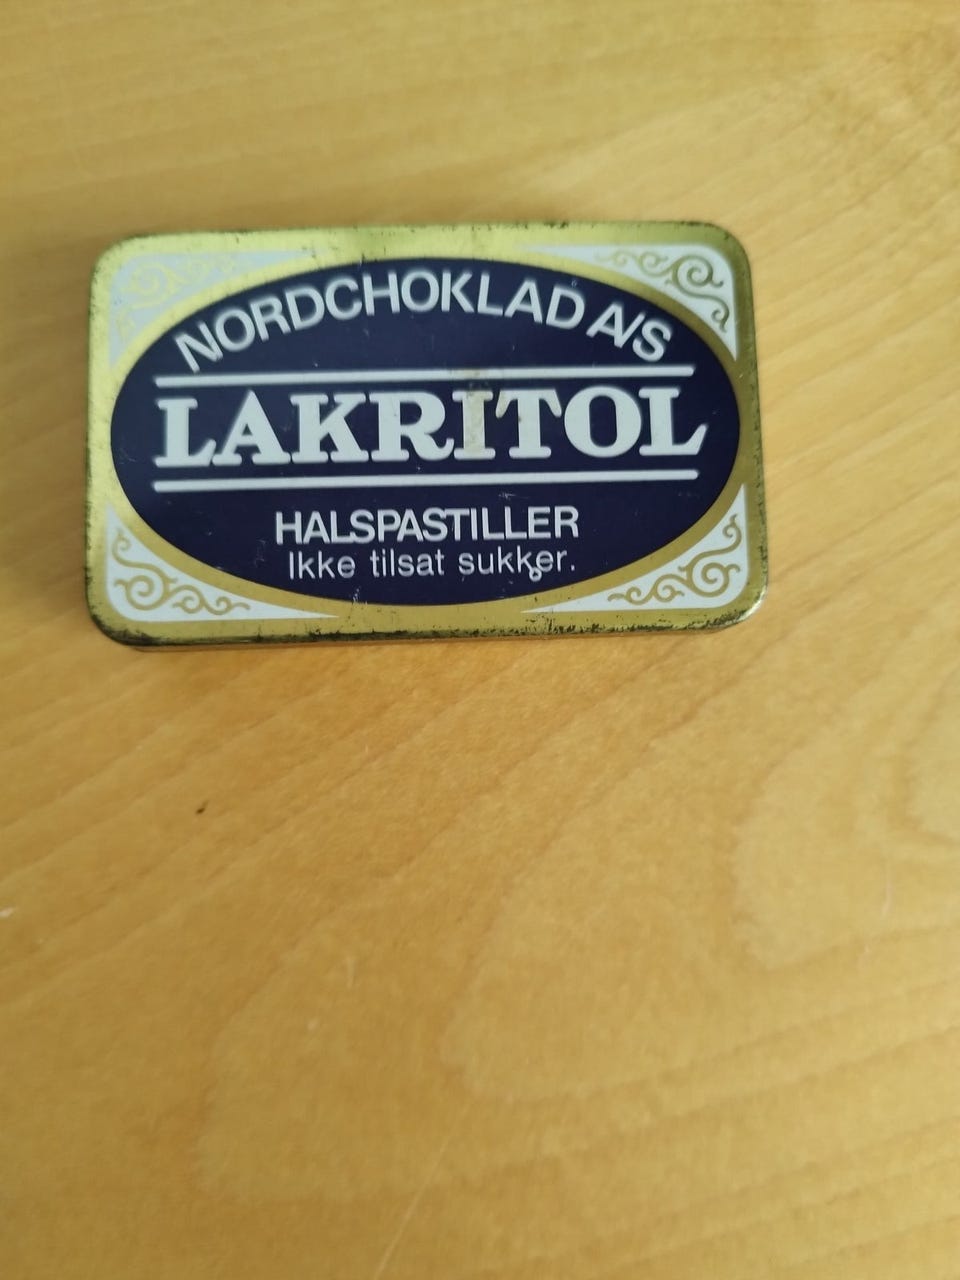 NORDCHOKLAD A/S
LAKRITOL
HALSPASTILLER
Ikke tilsat sukker.